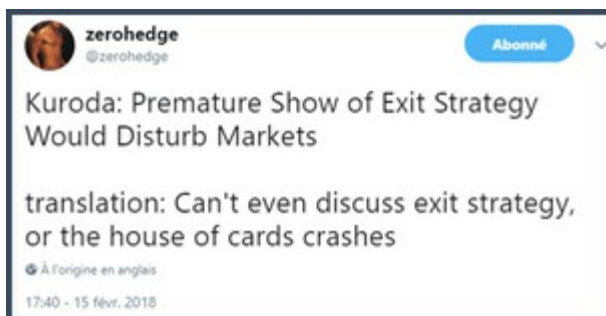 zerohedge
@zerohedge
Abonné
Kuroda: Premature Show of Exit Strategy
Would Disturb Markets
translation: Can't even discuss exit strategy,
or the house of cards crashes
À l'origine en anglais
17:40 - 15 févr. 2018